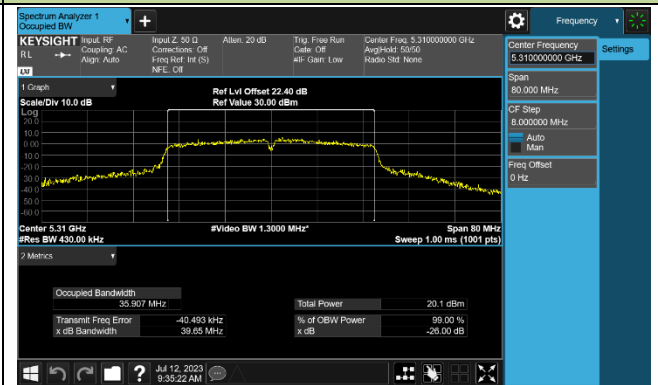 Spectrum Analyzer 1
Occupied BW
+
Frequency
KEYSIGHT
RL
LXI
Input: RF
Coupling: AC
Align: Auto
Input Z: 50 Ω
Corrections: Off
Freq Ref: Int (S)
NFE: Off
Atten: 20 dB
Trig: Free Run
Gate: Off
#IF Gain: Low
Center Freq: 5.310000000 GHz
Avg|Hold: 50/50
Radio Std: None
Center Frequency
5.310000000 GHz
Settings
Span
80.000 MHz
CF Step
8.000000 MHz
Auto
Man
Freq Offset
0 Hz
1 Graph
Scale/Div 10.0 dB
Ref Lvl Offset 22.40 dB
Ref Value 30.00 dBm
Log
20.0
10.0
0.00
-10.0
-20.0
-30.0
-40.0
-50.0
-60.0
Center 5.31 GHz
#Video BW 1.3000 MHz*
Span 80 MHz
#Res BW 430.00 kHz
Sweep 1.00 ms (1001 pts)
2 Metrics
Occupied Bandwidth
35.907 MHz
Total Power 20.1 dBm
Transmit Freq Error -40.493 kHz
% of OBW Power 99.00 %
x dB Bandwidth 39.65 MHz
x dB -26.00 dB
?
Jul 12, 2023
9:35:22 AM